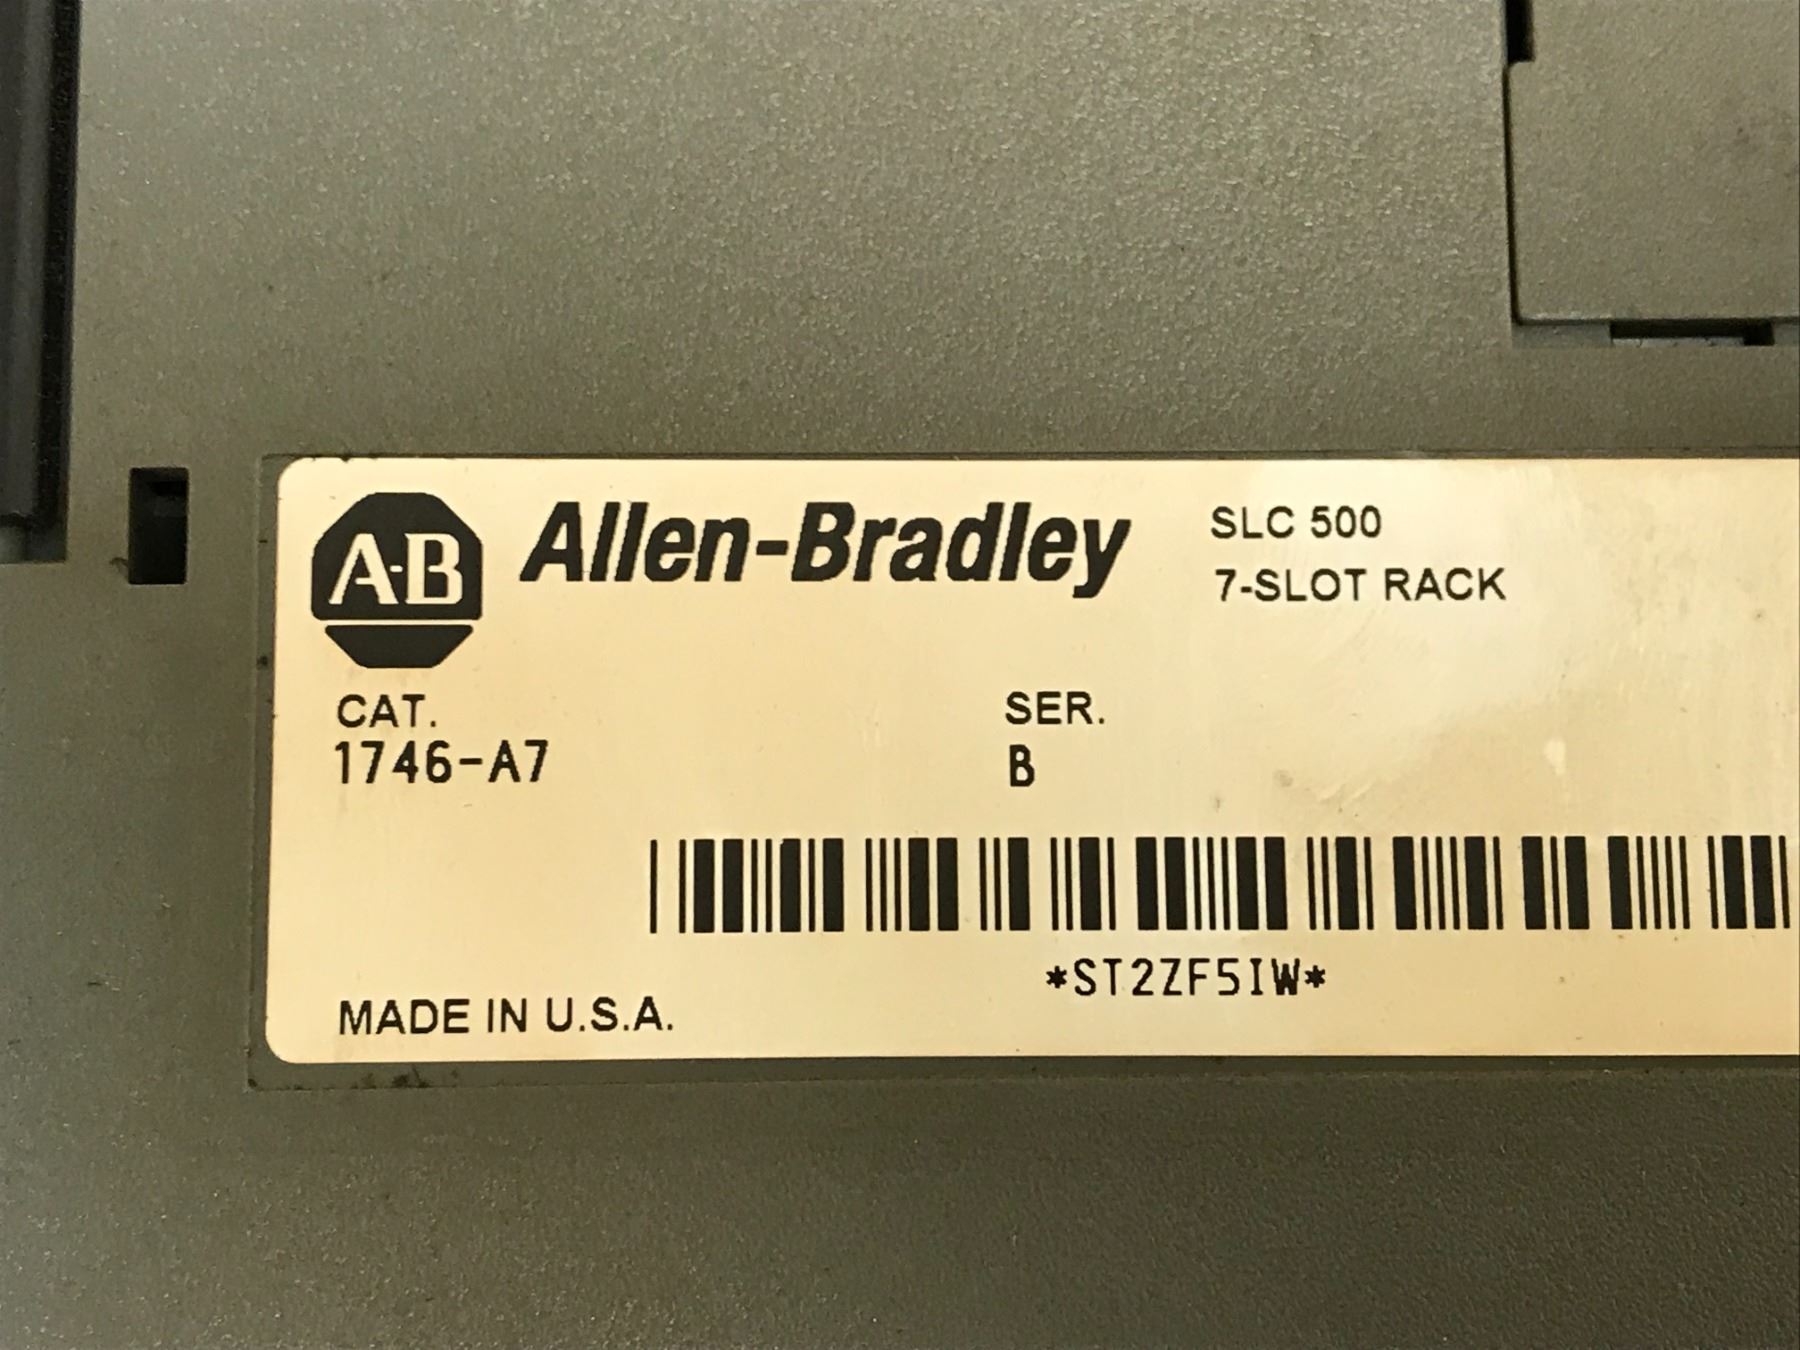 A-B Allen-Bradley SLC 500
7-SLOT RACK
CAT. SER.
1746-A7 B
*ST2ZF5IW*
MADE IN U.S.A.